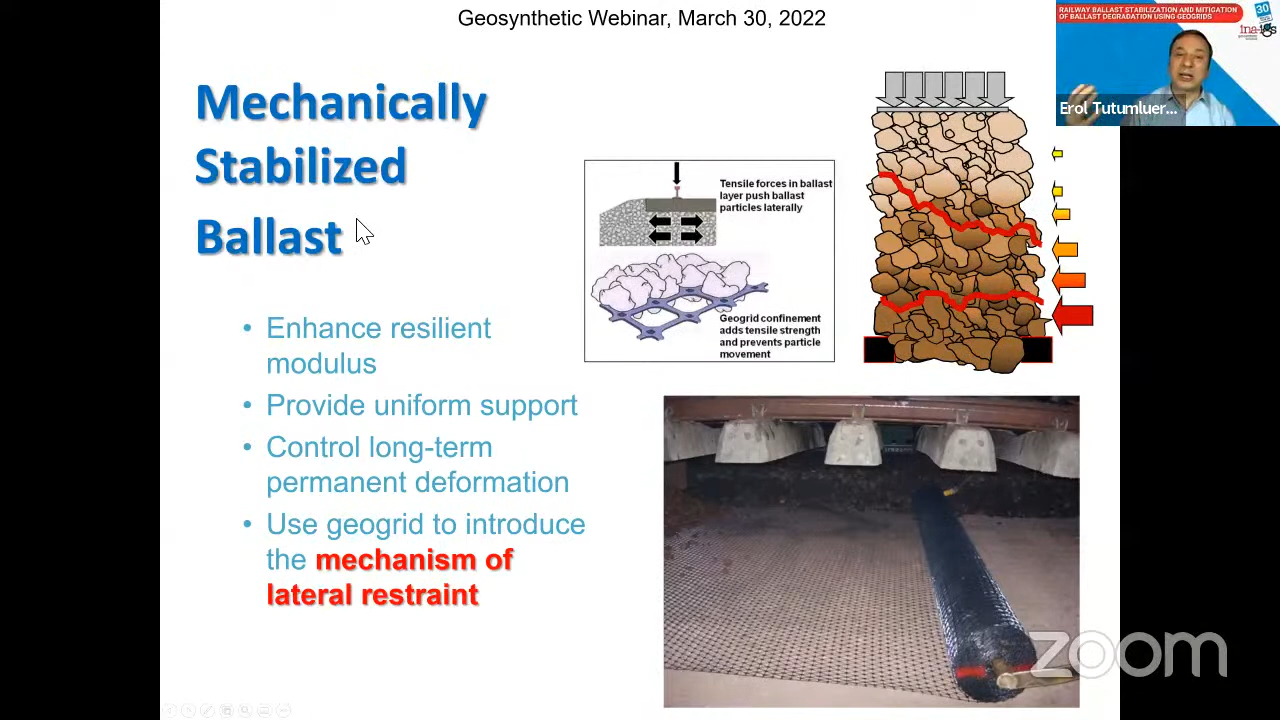 Geosynthetic Webinar, March 30, 2022
RAILWAY BALLAST STABILIZATION AND MITIGATION
OF BALLAST DEGRADATION USING GEOGRIDS
30
ina-igs
Erol Tutumluer...
Mechanically
Stabilized
Ballast
Tensile forces in ballast
layer push ballast
particles laterally
Geogrid confinement
adds tensile strength
and prevents particle
movement
• Enhance resilient
modulus
• Provide uniform support
• Control long-term
permanent deformation
• Use geogrid to introduce
the mechanism of
lateral restraint
zoom